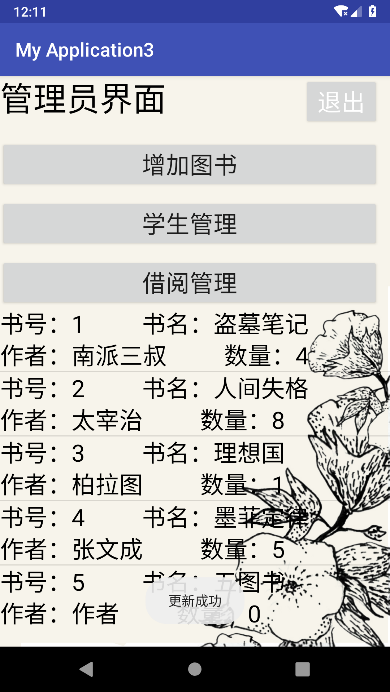 12:11
My Application3
管理员界面 退出
增加图书
学生管理
借阅管理
书号：1 书名：盗墓笔记
作者：南派三叔 数量：4
书号：2 书名：人间失格
作者：太宰治 数量：8
书号：3 书名：理想国
作者：柏拉图 数量：1
书号：4 书名：墨菲定律
作者：张文成 数量：5
书号：5 书名：图书
作者：作者 数量 0
更新成功